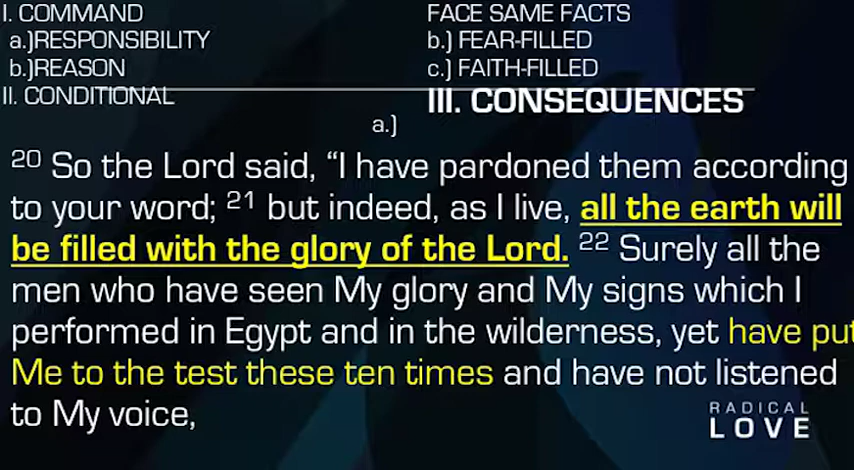 I. COMMAND
a.)RESPONSIBILITY
b.)REASON
II. CONDITIONAL
FACE SAME FACTS
b.) FEAR-FILLED
c.) FAITH-FILLED
III. CONSEQUENCES
a.)
20 So the Lord said, “I have pardoned them according
to your word; 21 but indeed, as I live, all the earth will
be filled with the glory of the Lord. 22 Surely all the
men who have seen My glory and My signs which I
performed in Egypt and in the wilderness, yet have put
Me to the test these ten times and have not listened
to My voice,
RADICAL
LOVE